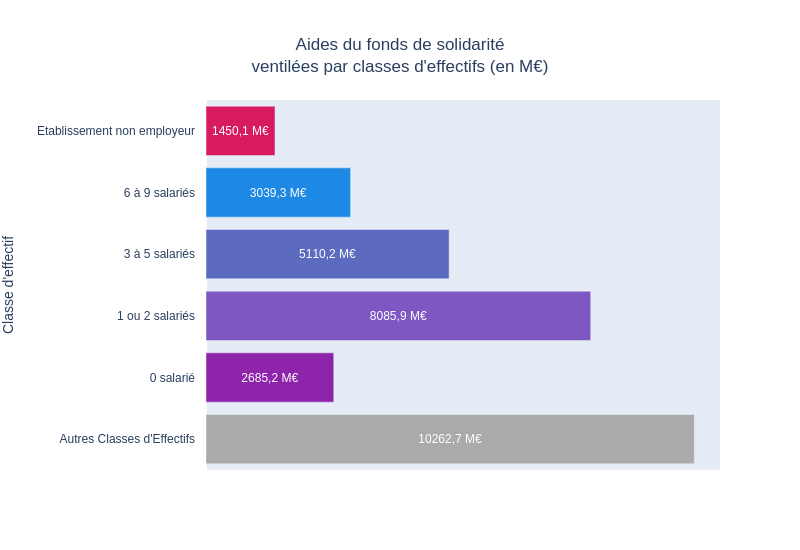 Aides du fonds de solidarité
ventilées par classes d'effectifs (en M€)
Classe d'effectif
Etablissement non employeur
1450,1 M€
6 à 9 salariés
3039,3 M€
3 à 5 salariés
5110,2 M€
1 ou 2 salariés
8085,9 M€
0 salarié
2685,2 M€
Autres Classes d'Effectifs
10262,7 M€